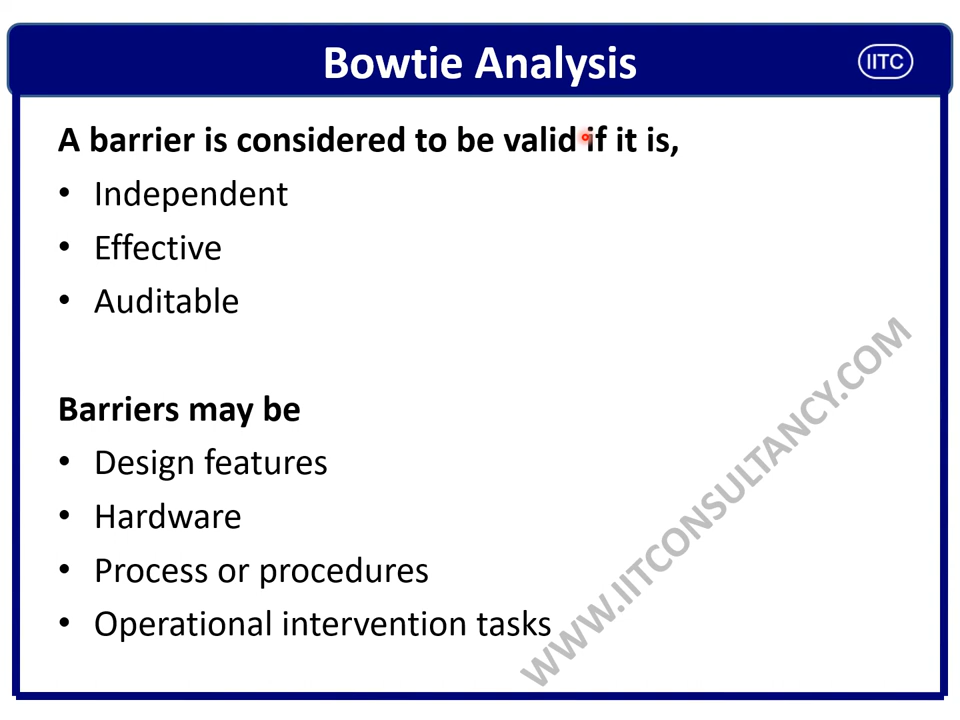 Bowtie Analysis
IITC
A barrier is considered to be valid if it is,
• Independent
• Effective
• Auditable
Barriers may be
• Design features
• Hardware
• Process or procedures
• Operational intervention tasks
WWW.IITCONSULTANCY.COM